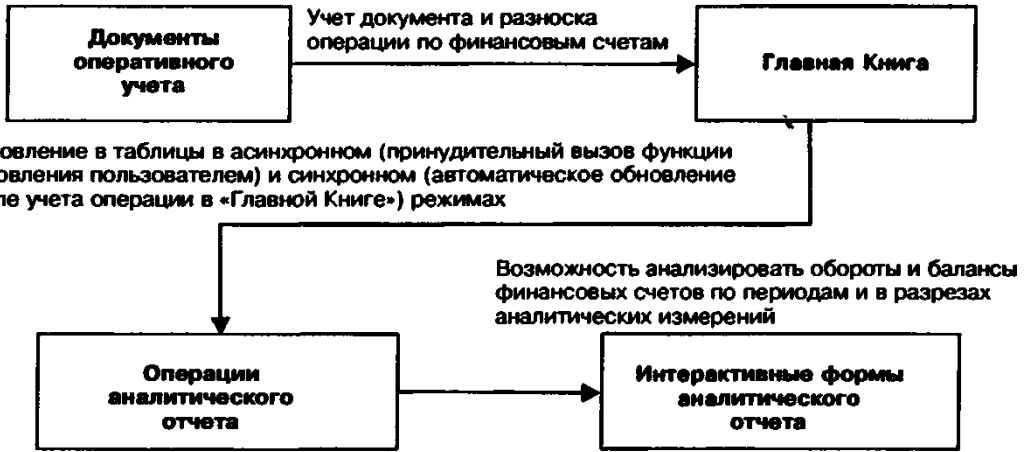 Документы
оперативного
учета
Учет документа и разноска
операции по финансовым счетам
Главная Книга
овление в таблицы в асинхронном (принудительный вызов функции
овления пользователем) и синхронном (автоматическое обновление
ле учета операции в «Главной Книге») режимах
Возможность анализировать обороты и балансы
финансовых счетов по периодам и в разрезах
аналитических измерений
Операции
аналитического
отчета
Интерактивные формы
аналитического
отчета